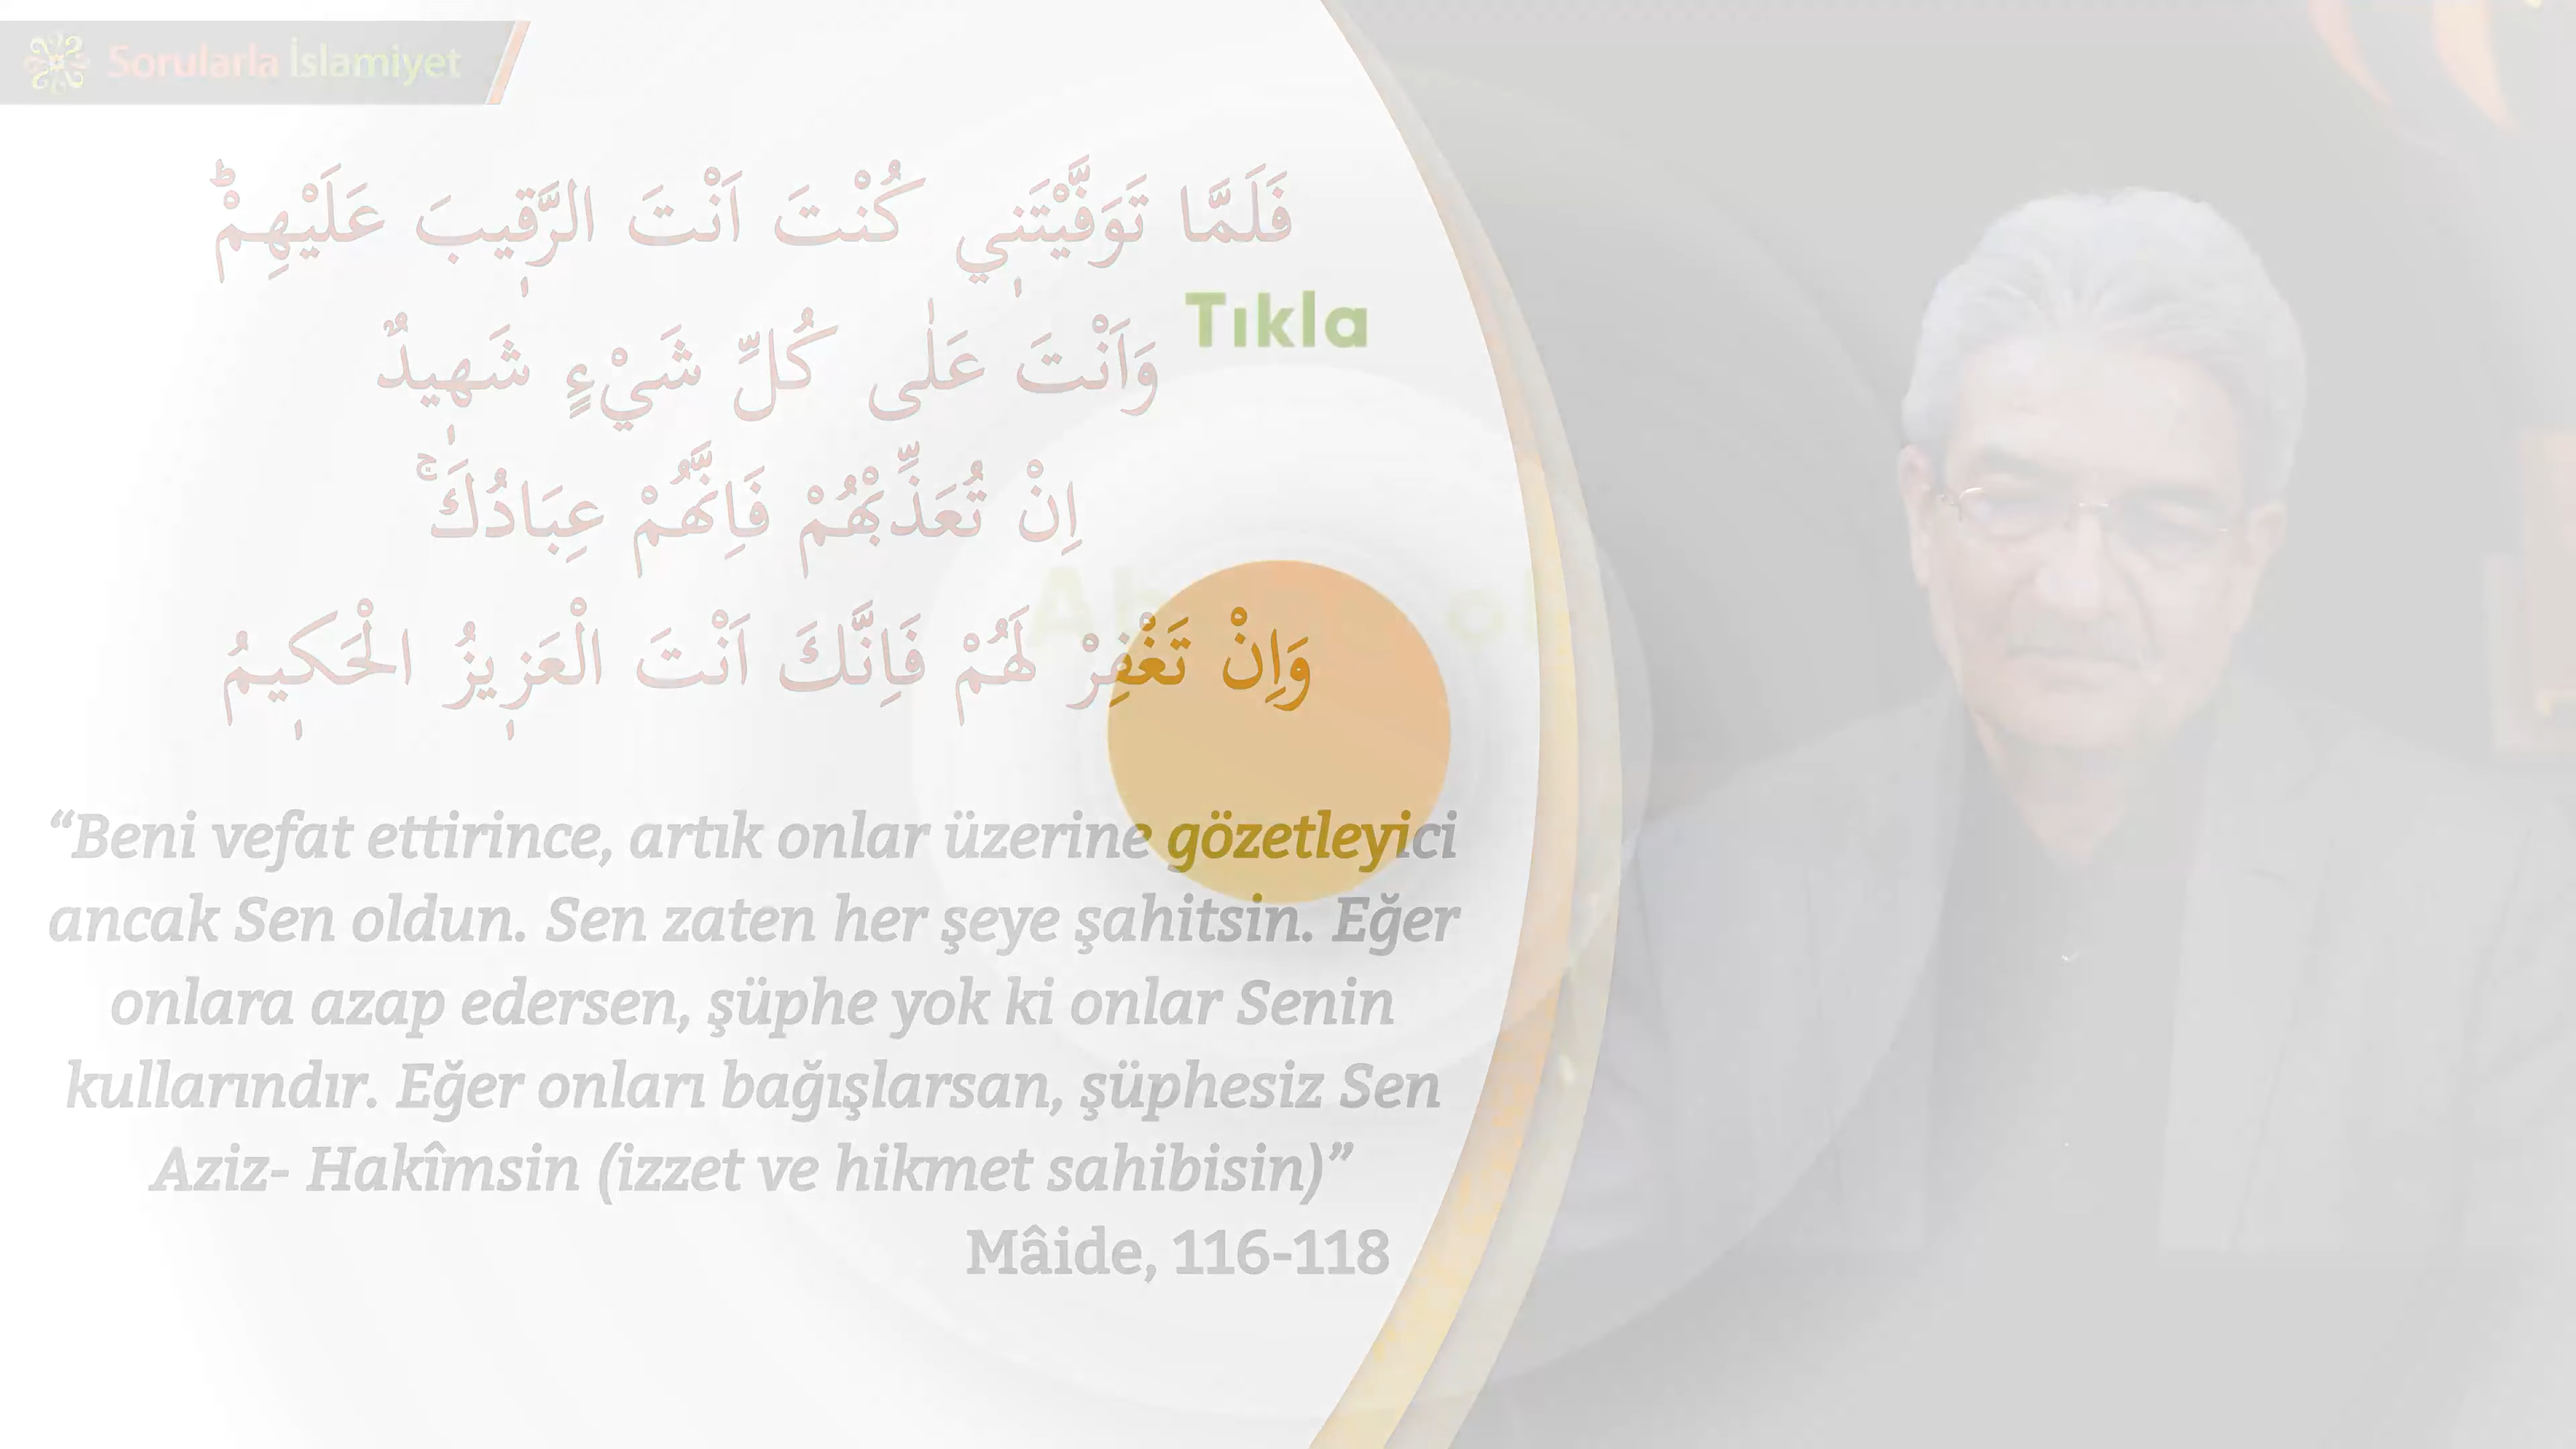 Sorularla İslamiyet
فَلَمَّا تَوَفَّيْتَنٖي كُنْتَ اَنْتَ الرَّقٖيبَ عَلَيْهِمْؕ
Tıkla
وَاَنْتَ عَلٰى كُلِّ شَيْءٍ شَهٖيدٌ
اِنْ تُعَذِّبْهُمْ فَاِنَّهُمْ عِبَادُكَۚ
وَاِنْ تَغْفِرْ لَهُمْ فَاِنَّكَ اَنْتَ الْعَزٖيزُ الْحَكٖيمُ
“Beni vefat ettirince, artık onlar üzerine gözetleyici
ancak Sen oldun. Sen zaten her şeye şahitsin. Eğer
onlara azap edersen, şüphe yok ki onlar Senin
kullarındır. Eğer onları bağışlarsan, şüphesiz Sen
Aziz- Hakîmsin (izzet ve hikmet sahibisin)”
Mâide, 116-118